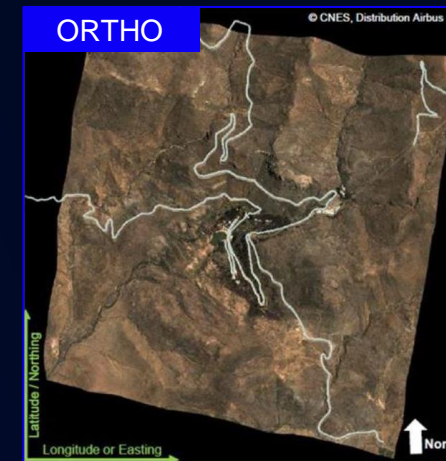 ORTHO
© CNES, Distribution Airbus
Latitude / Northing
Longitude or Easting
Nor